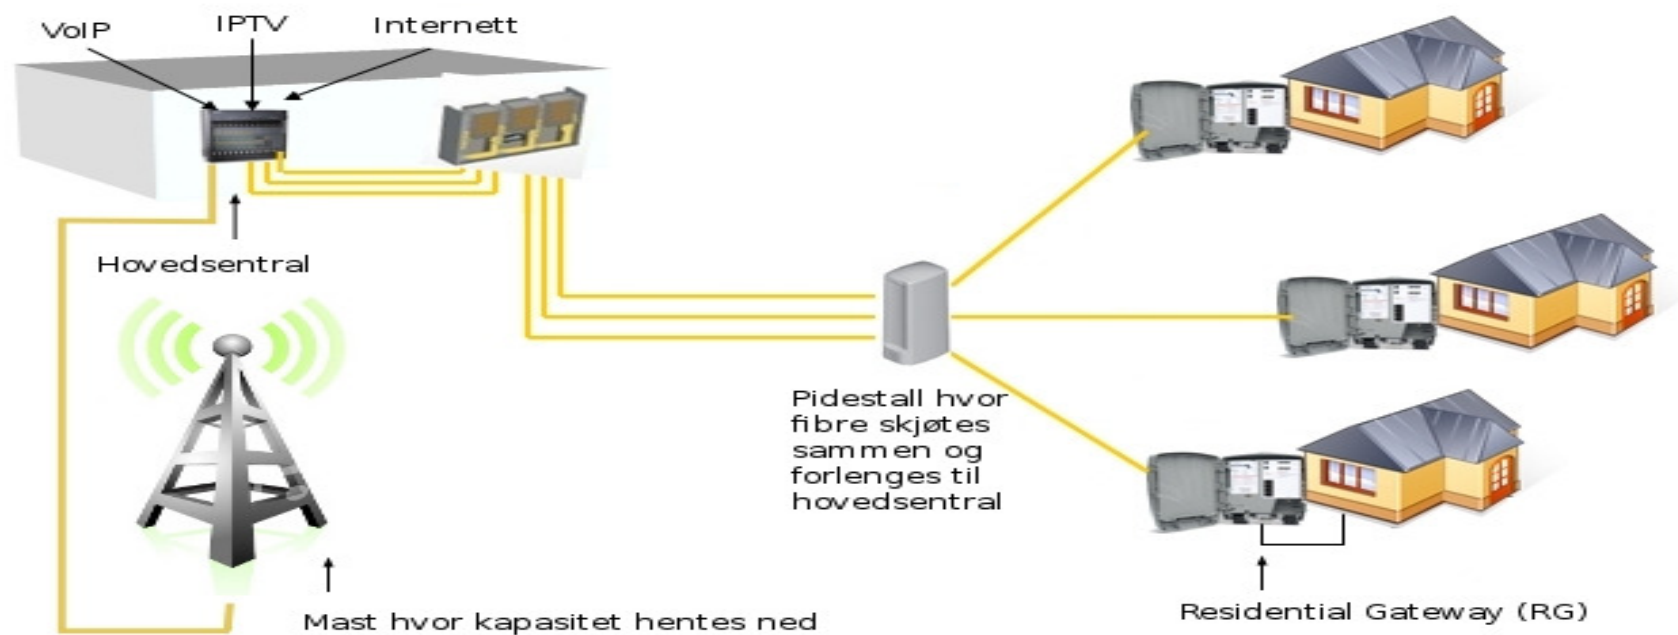 VoIP
IPTV
Internett
Hovedsentral
Pidestall hvor
fibre skjøtes
sammen og
forlenges til
hovedsentral
Mast hvor kapasitet hentes ned
Residential Gateway (RG)